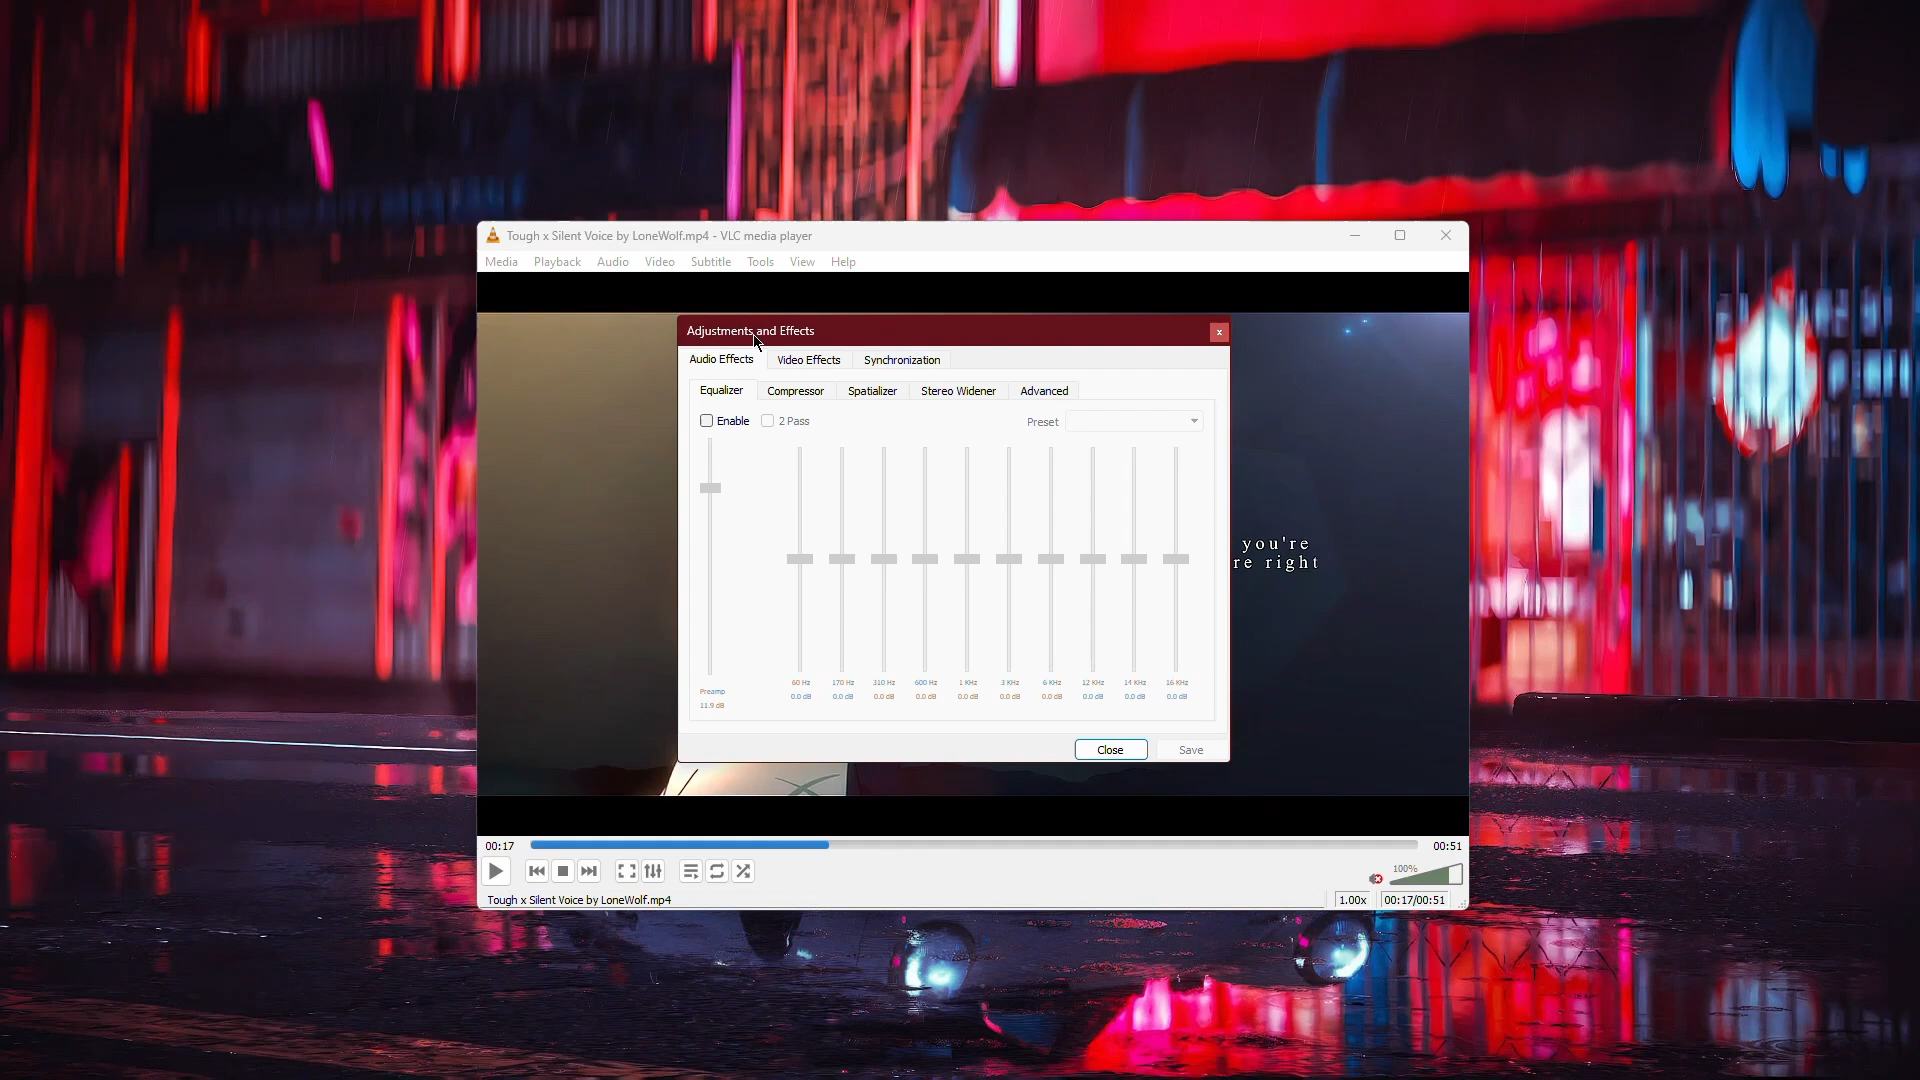 Tough x Silent Voice by LoneWolf.mp4 - VLC media player
Media Playback Audio Video Subtitle Tools View Help
Adjustments and Effects
x
Audio Effects Video Effects Synchronization
Equalizer Compressor Spatializer Stereo Widener Advanced
Enable 2 Pass Preset
you're
re right
60 Hz 170 Hz 310 Hz 600 Hz 1 KHz 3 KHz 6 KHz 12 KHz 14 KHz 16 KHz
0.0 dB 0.0 dB 0.0 dB 0.0 dB 0.0 dB 0.0 dB 0.0 dB 0.0 dB 0.0 dB 0.0 dB
Preamp
11.9 dB
Close Save
00:17 00:51
100%
Tough x Silent Voice by LoneWolf.mp4 1.00x 00:17/00:51